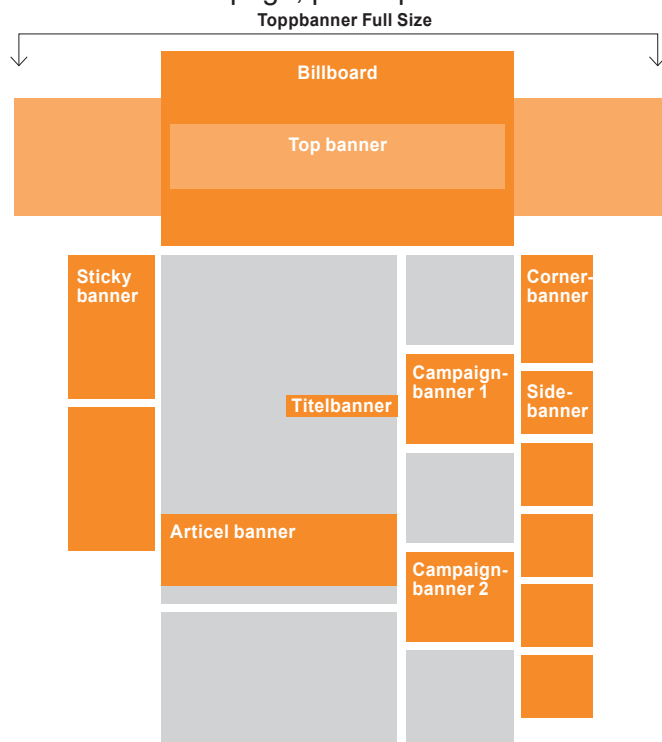 Toppbanner Full Size
Billboard
Top banner
Sticky
banner
Corner-
banner
Campaign-
banner 1
Side-
banner
Titelbanner
Articel banner
Campaign-
banner 2